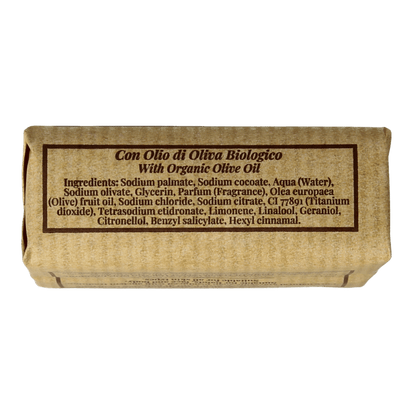 Con Olio di Oliva Biologico
With Organic Olive Oil
Ingredients: Sodium palmate, Sodium cocoate, Aqua (Water),
Sodium olivate, Glycerin, Parfum (Fragrance), Olea europaea
(Olive) fruit oil, Sodium chloride, Sodium citrate, CI 77891 (Titanium
dioxide), Tetrasodium etidronate, Limonene, Linalool, Geraniol,
Citronellol, Benzyl salicylate, Hexyl cinnamal.